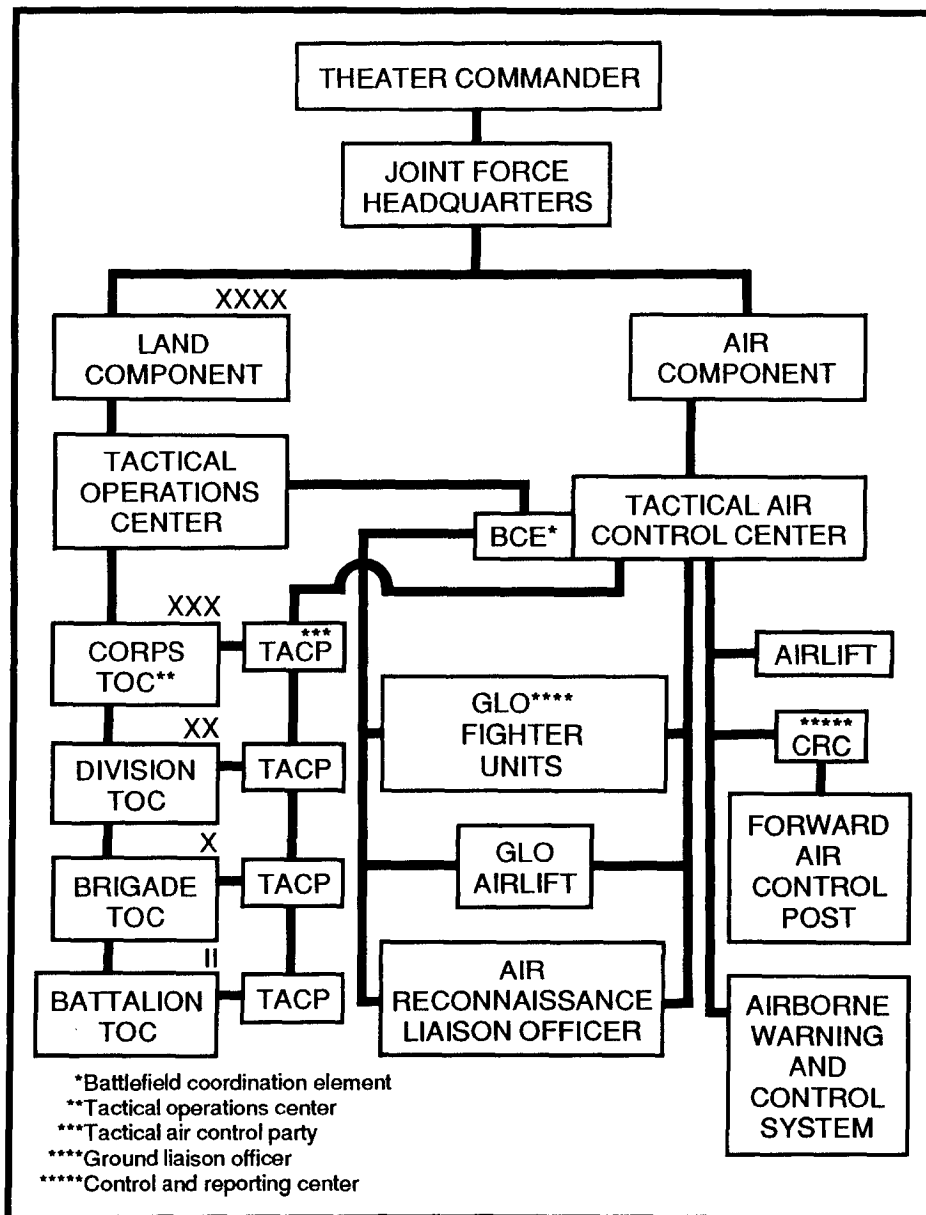 THEATER COMMANDER
JOINT FORCE
HEADQUARTERS
XXXX
LAND
COMPONENT
AIR
COMPONENT
TACTICAL
OPERATIONS
CENTER
BCE*
TACTICAL AIR
CONTROL CENTER
XXX
CORPS
TOC**
***
TACP
XX
DIVISION
TOC
TACP
X
BRIGADE
TOC
TACP
II
BATTALION
TOC
TACP
GLO****
FIGHTER
UNITS
GLO
AIRLIFT
AIR
RECONNAISSANCE
LIAISON OFFICER
AIRLIFT
*****
CRC
FORWARD
AIR
CONTROL
POST
AIRBORNE
WARNING
AND
CONTROL
SYSTEM
*Battlefield coordination element
**Tactical operations center
***Tactical air control party
****Ground liaison officer
*****Control and reporting center